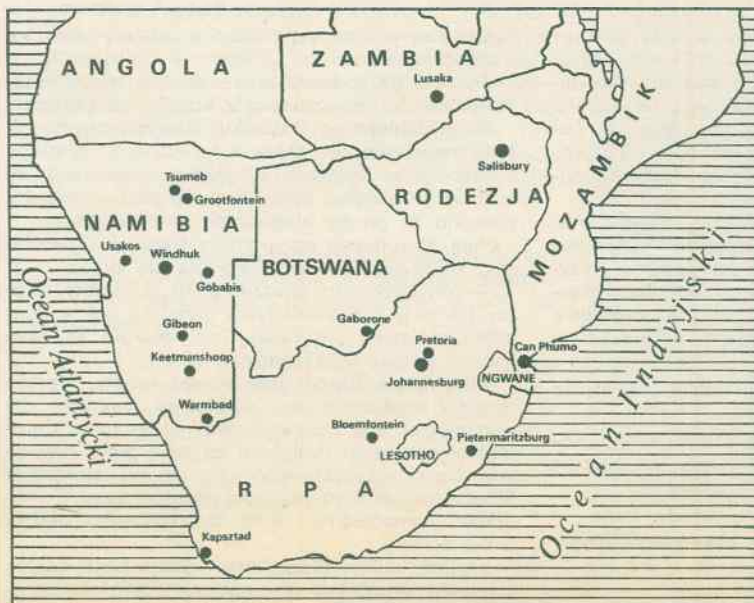 ANGOLA
ZAMBIA
Lusaka
Salisbury
RODEZJA
MOZAMBIK
Tsumeb
Grootfontein
NAMIBIA
Usakos
Windhuk
Gobabis
BOTSWANA
Gaborone
Gibeon
Keetmanshoop
Warmbad
Pretoria
Johannesburg
Can Phumo
NGWANE
Bloemfontein
LESOTHO
Pietermaritzburg
RPA
Kapsztad
Ocean Atlantycki
Ocean Indyjski